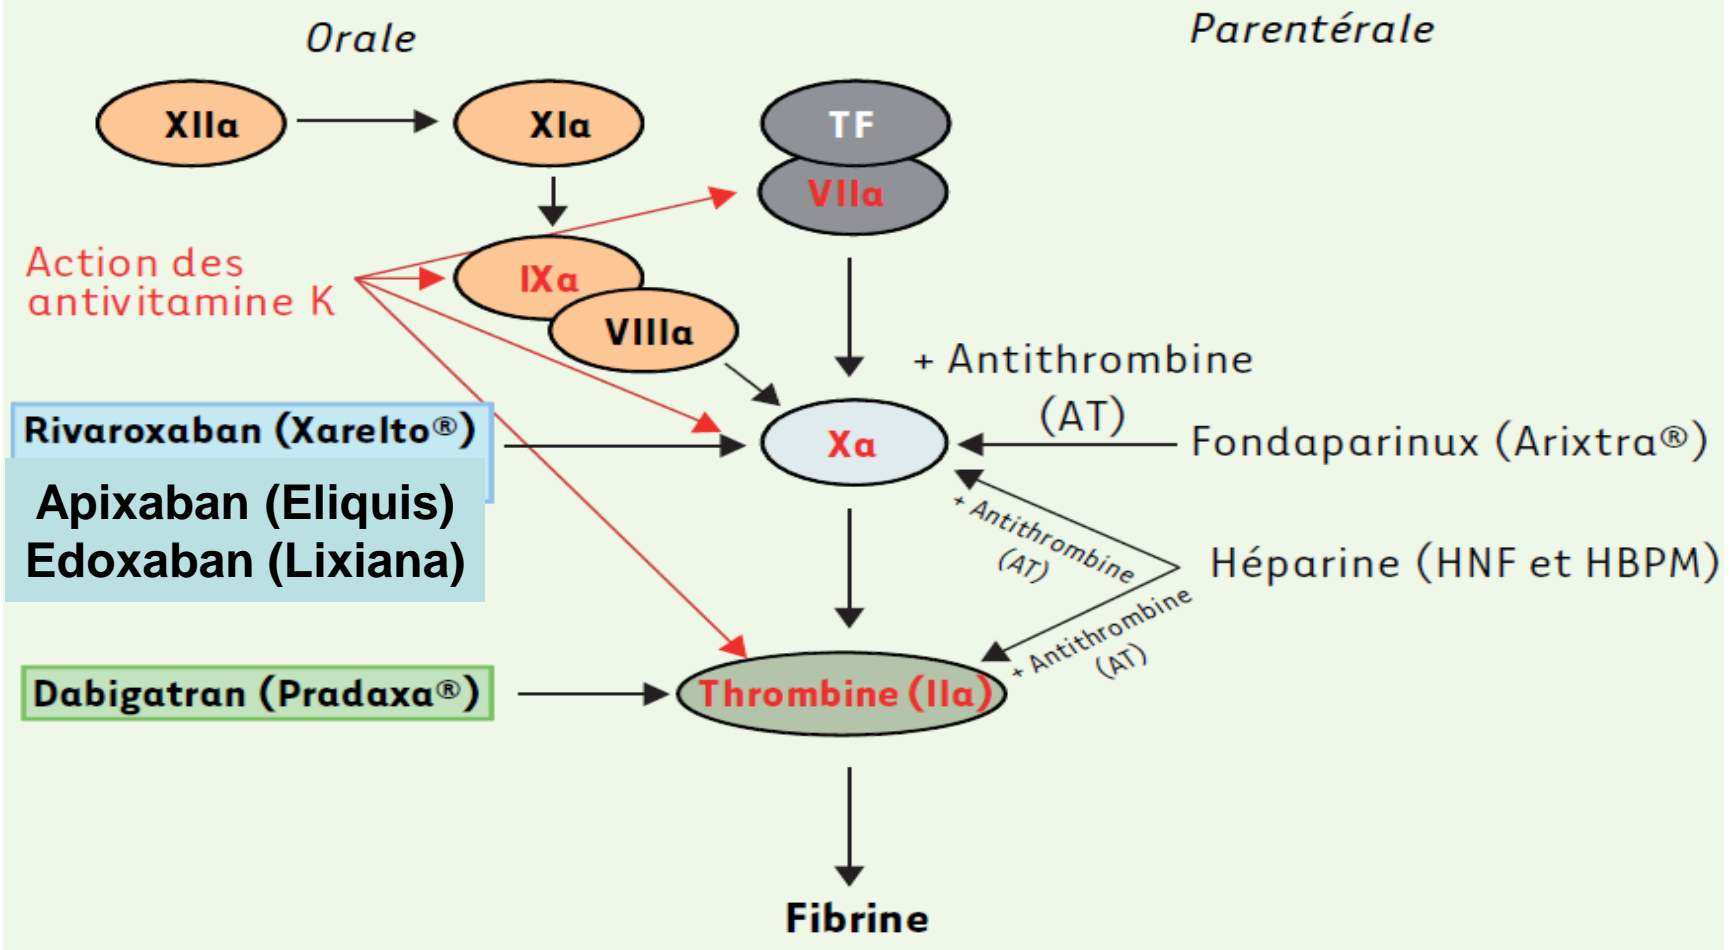 Orale
Parentérale
XIIa
XIa
TF
VIIa
Action des
antivitamine K
IXa
VIIIa
+ Antithrombine
(AT)
Rivaroxaban (Xarelto®)
Xa
Fondaparinux (Arixtra®)
Apixaban (Eliquis)
Edoxaban (Lixiana)
+ Antithrombine
(AT)
Héparine (HNF et HBPM)
+ Antithrombine
(AT)
Dabigatran (Pradaxa®)
Thrombine (IIa)
Fibrine